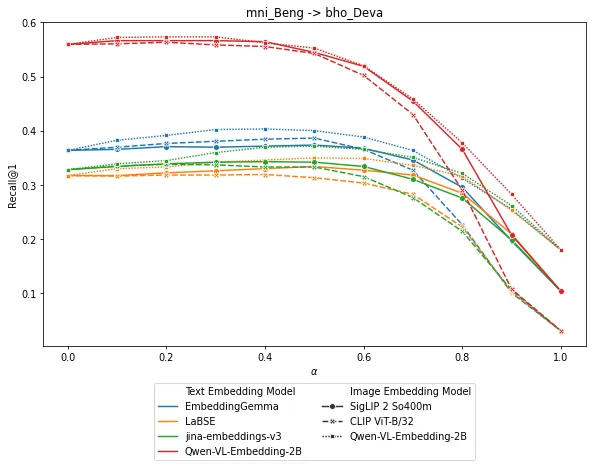 mni_Beng -> bho_Deva
Recall@1
0.6
0.5
0.4
0.3
0.2
0.1
0.0 0.2 0.4 0.6 0.8 1.0
α
Text Embedding Model
EmbeddingGemma
LaBSE
jina-embeddings-v3
Qwen-VL-Embedding-2B
Image Embedding Model
SigLIP 2 So400m
CLIP ViT-B/32
Qwen-VL-Embedding-2B